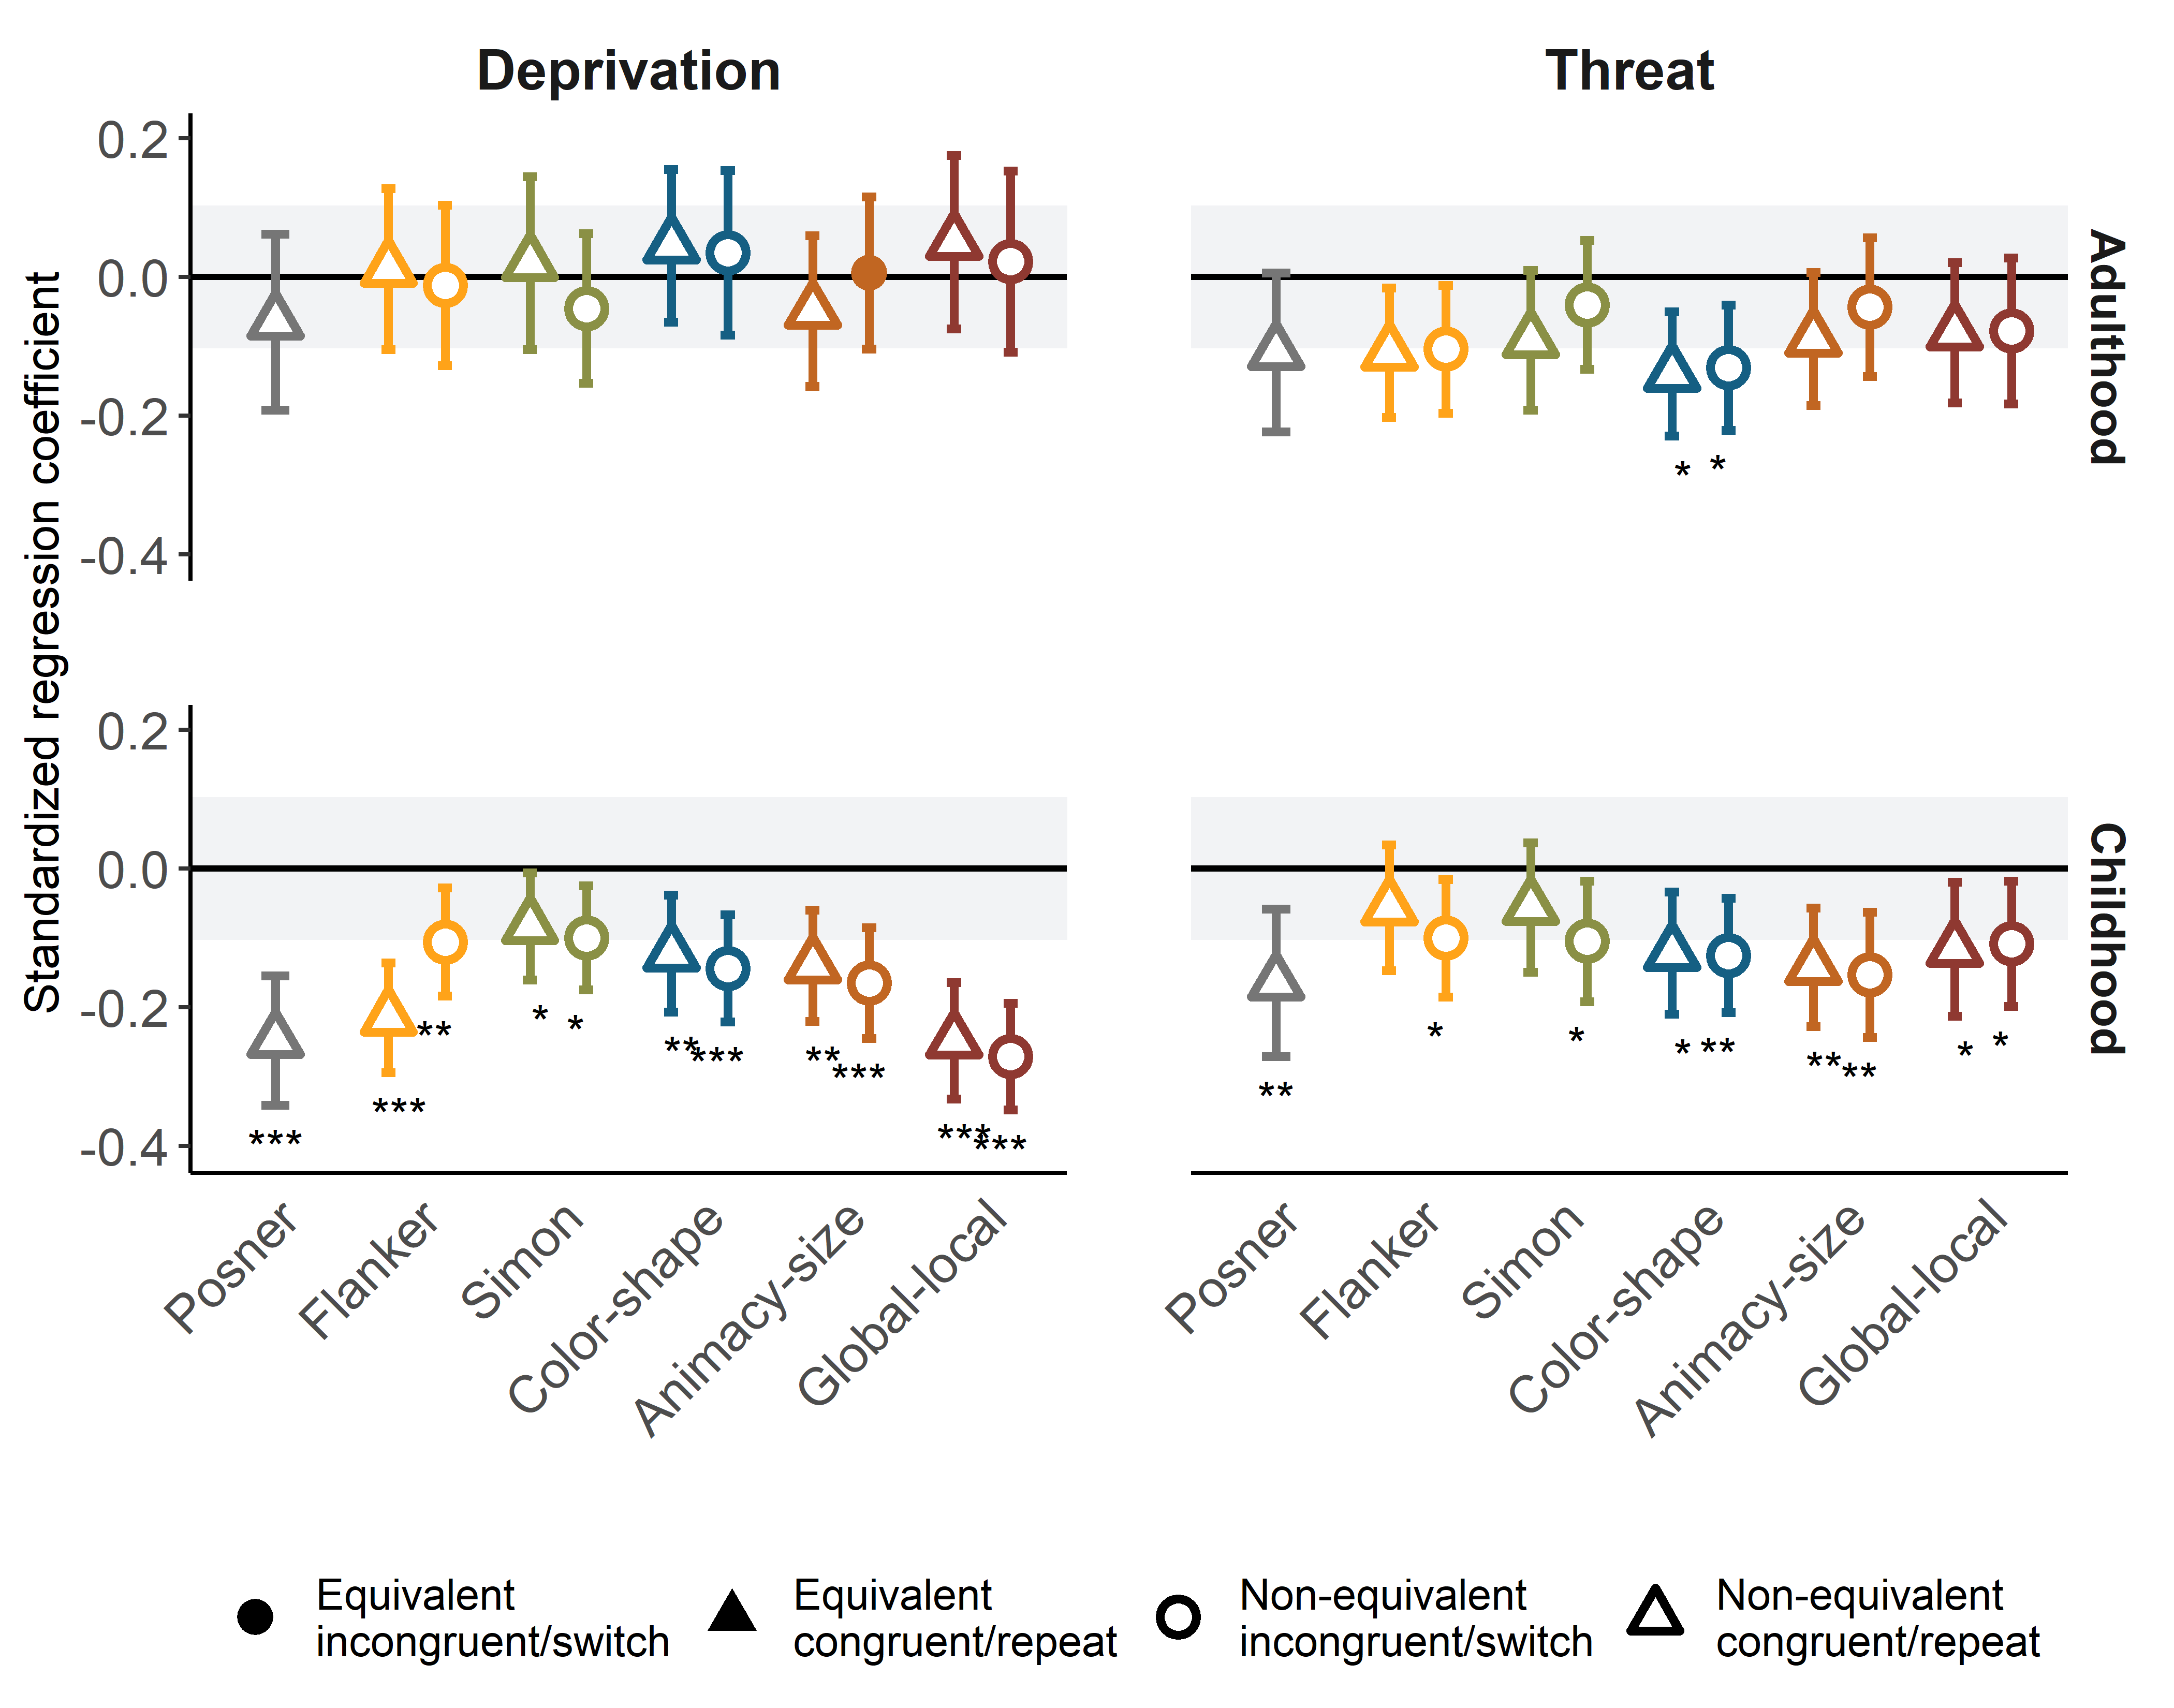 Deprivation
Threat
Standardized regression coefficient
0.2
0.0
-0.2
-0.4
* *
Adulthood
0.2
0.0
-0.2
-0.4
*** *** ** * * ** *** ** *** *** ***
** * * * ** ** ** * *
Childhood
Posner
Flanker
Simon
Color-shape
Animacy-size
Global-local
Posner
Flanker
Simon
Color-shape
Animacy-size
Global-local
Equivalent
incongruent/switch
Equivalent
congruent/repeat
Non-equivalent
incongruent/switch
Non-equivalent
congruent/repeat